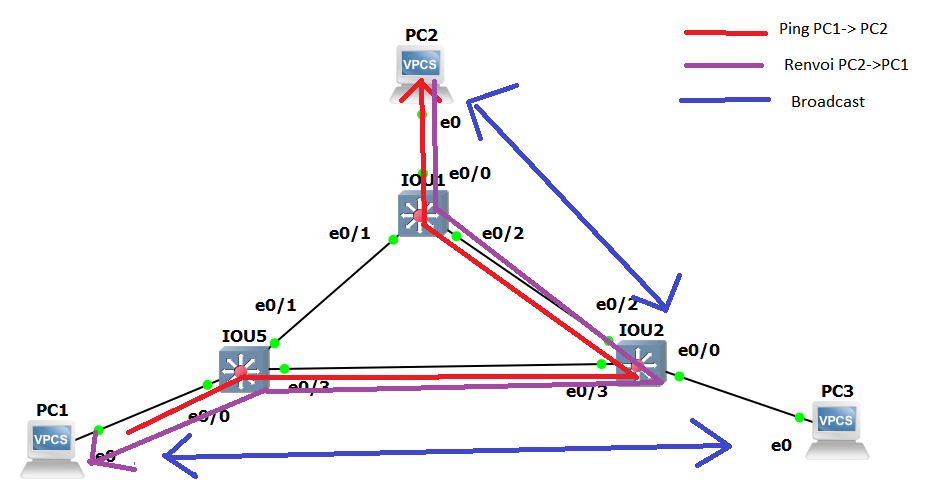 PC2
VPCS
e0
Ping PC1-> PC2
Renvoi PC2->PC1
Broadcast
e0/0
IOU1
e0/1
e0/2
e0/1
e0/2
IOU5
IOU2
e0/0
e0/3
e0/3
e0/0
PC1
VPCS
e0
PC3
VPCS
e0